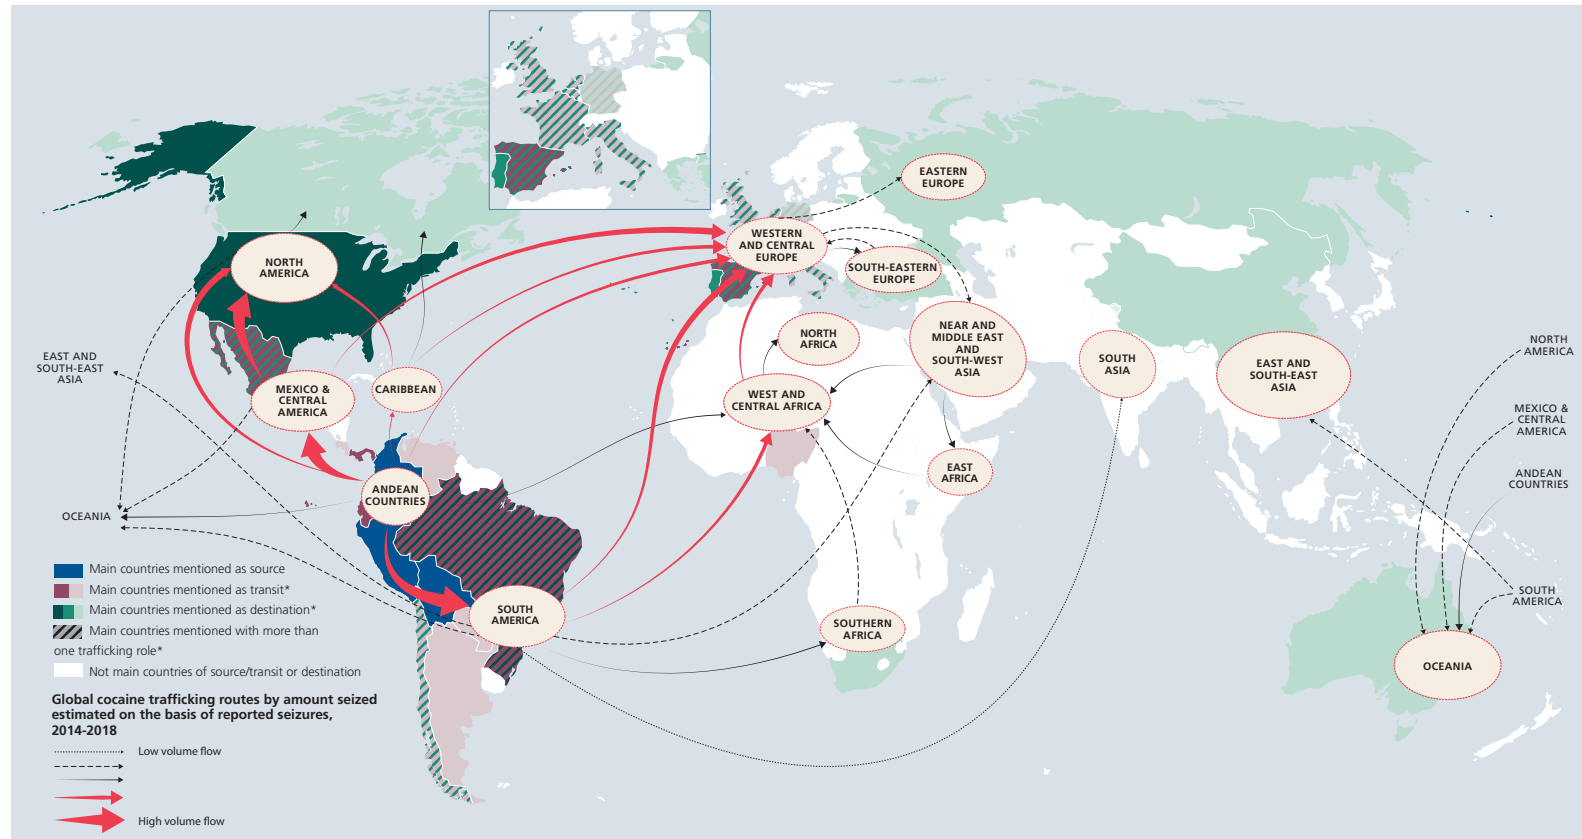 EASTERN
EUROPE
WESTERN
AND CENTRAL
EUROPE
SOUTH-EASTERN
EUROPE
NORTH
AMERICA
NORTH
AFRICA
NEAR AND
MIDDLE EAST
AND
SOUTH-WEST
ASIA
SOUTH
ASIA
EAST AND
SOUTH-EAST
ASIA
NORTH
AMERICA
EAST AND
SOUTH-EAST
ASIA
MEXICO &
CENTRAL
AMERICA
CARIBBEAN
WEST AND
CENTRAL AFRICA
MEXICO &
CENTRAL
AMERICA
EAST
AFRICA
ANDEAN
COUNTRIES
ANDEAN
COUNTRIES
OCEANIA
SOUTH
AMERICA
SOUTHERN
AFRICA
SOUTH
AMERICA
OCEANIA
Main countries mentioned as source
Main countries mentioned as transit*
Main countries mentioned as destination*
Main countries mentioned with more than
one trafficking role*
Not main countries of source/transit or destination
Global cocaine trafficking routes by amount seized
estimated on the basis of reported seizures,
2014-2018
Low volume flow
High volume flow